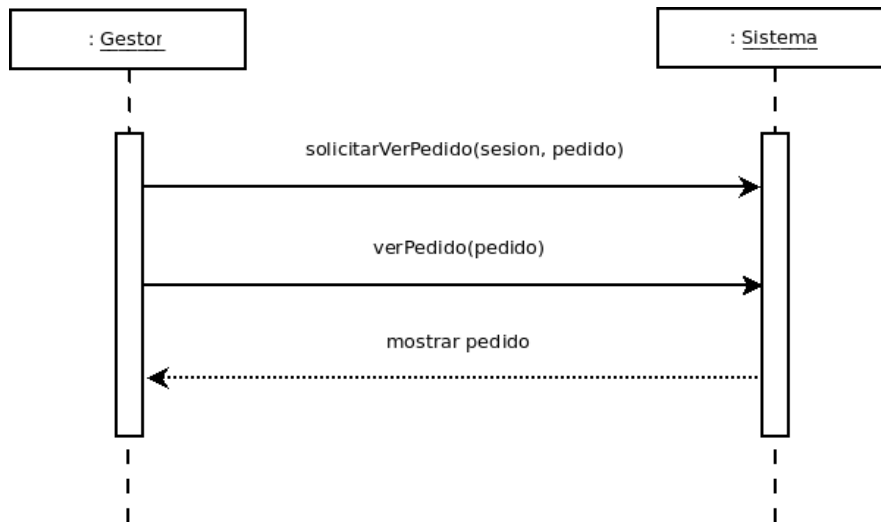 : Gestor
: Sistema
solicitarVerPedido(sesion, pedido)
verPedido(pedido)
mostrar pedido